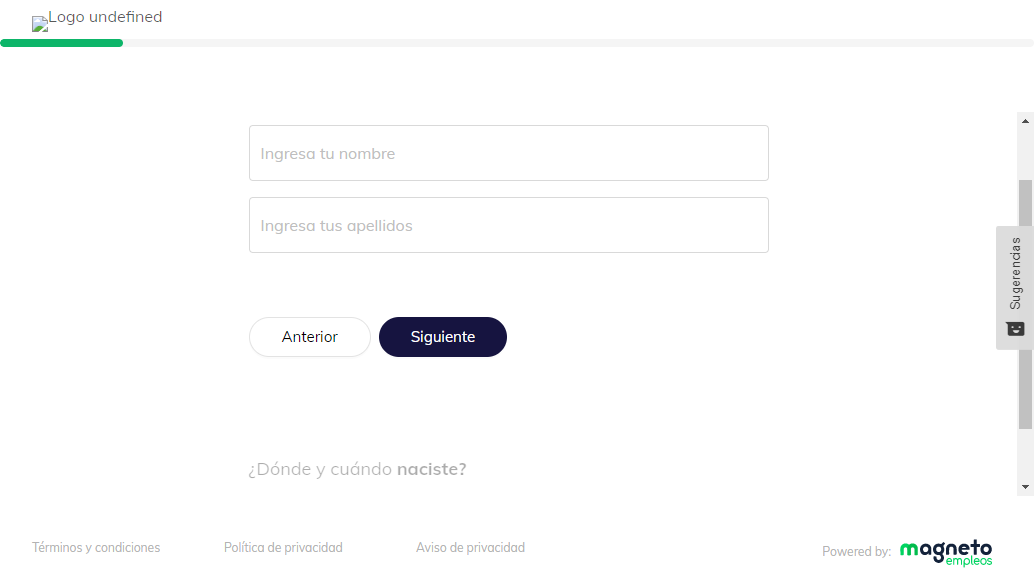 Logo undefined
Ingresa tu nombre
Ingresa tus apellidos
Sugerencias
Anterior
Siguiente
¿Dónde y cuándo naciste?
Términos y condiciones
Política de privacidad
Aviso de privacidad
Powered by:
magneto
empleos